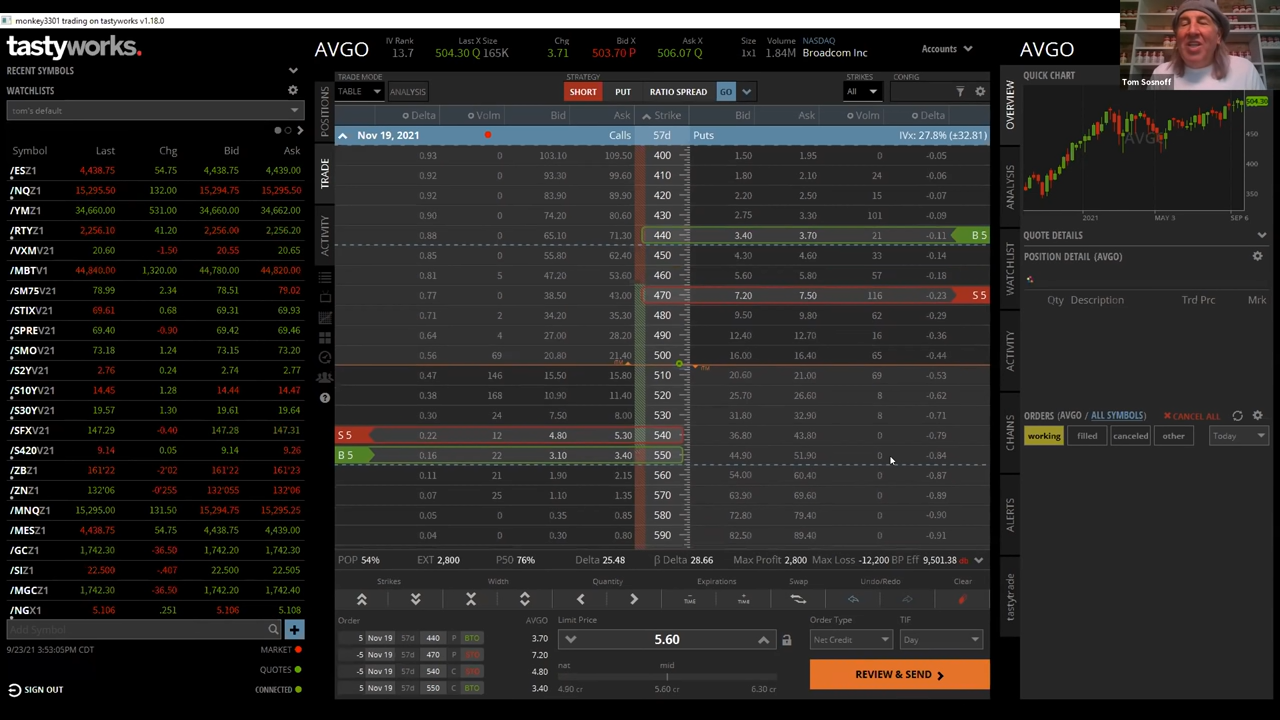 monkey3301 trading on tastyworks v1.18.0
tastyworks.
RECENT SYMBOLS
WATCHLISTS
tom's default
Symbol Last Chg Bid Ask
/ESZ1 4,438.75 54.75 4,438.75 4,439.00
/NQZ1 15,295.50 132.00 15,294.75 15,295.50
/YMZ1 34,660.00 531.00 34,660.00 34,662.00
/RTYZ1 2,256.10 41.20 2,256.00 2,256.30
/VXMV1 20.60 -1.50 20.55 20.65
/MBTV1 44,840.00 1,320.00 44,780.00 44,820.00
/SM75V21 78.99 2.34 78.51 79.02
/STIXV21 69.61 0.68 69.31 69.93
/SPREV21 69.40 -0.90 69.32 69.46
/SMOV21 73.18 1.24 73.15 73.20
/S2YV21 2.76 0.24 2.74 2.77
/S10YV21 14.45 1.28 14.44 14.47
/S30YV21 19.57 1.30 19.61 19.64
/SFXV21 147.29 -0.40 147.28 147.31
/S420V21 9.14 0.05 9.14 9.26
/ZBZ1 161'22 -2'02 161'22 161'23
/ZNZ1 132'06 -0'255 132'055 132'06
/MNQZ1 15,295.00 131.50 15,295.00 15,295.25
/MESZ1 4,438.75 54.75 4,438.75 4,439.00
/GCZ1 1,742.30 -36.50 1,742.20 1,742.30
/SIZ1 22.500 -.407 22.500 22.505
/MGCZ1 1,742.30 -36.50 1,742.20 1,742.40
/NGX1 5.106 .251 5.106 5.108
Add Symbol
9/23/21 3:53:05PM CDT MARKET
QUOTES
SIGN OUT CONNECTED
POSITIONS
TRADE
ACTIVITY
AVGO
IV Rank Last X Size Chg Bid X Ask X Size Volume NASDAQ
13.7 504.30 Q 165K 3.71 503.70 P 506.07 Q 1x1 1.84M Broadcom Inc
Accounts
TRADE MODE STRATEGY STRIKES CONFIG
TABLE ANALYSIS SHORT PUT RATIO SPREAD GO All
Delta Volm Bid Ask Strike Bid Ask Volm Delta
Nov 19, 2021 Calls 57d Puts IVx: 27.8% (±32.81)
0.93 0 103.10 109.50 400 1.50 1.95 0 -0.05
0.92 0 93.30 99.60 410 1.80 2.10 24 -0.06
0.92 0 83.90 89.90 420 2.20 2.50 15 -0.07
0.90 0 74.20 80.60 430 2.75 3.30 101 -0.09
0.88 0 65.10 71.30 440 3.40 3.70 21 -0.11 B 5
0.85 0 55.80 62.40 450 4.30 4.60 33 -0.14
0.81 5 47.20 53.60 460 5.60 5.80 57 -0.18
0.77 0 38.50 43.00 470 7.20 7.50 116 -0.23 S 5
0.71 2 34.20 35.30 480 9.50 9.80 62 -0.29
0.64 4 27.00 28.20 490 12.40 12.70 16 -0.36
0.56 69 20.80 21.40 500 16.00 16.40 65 -0.44
0.47 146 15.50 15.80 510 20.60 21.00 69 -0.53
0.38 168 10.90 11.40 520 25.70 26.60 8 -0.62
0.30 24 7.50 8.00 530 31.80 32.90 8 -0.71
S 5 0.22 12 4.80 5.30 540 36.80 43.80 0 -0.79
B 5 0.16 22 3.10 3.40 550 44.90 51.90 0 -0.84
0.11 21 1.90 2.15 560 54.00 60.40 0 -0.87
0.07 25 1.10 1.35 570 63.90 69.60 0 -0.89
0.05 0 0.35 0.85 580 72.80 79.40 0 -0.90
0.04 0 0.30 0.80 590 82.50 89.40 0 -0.91
POP 54% EXT 2,800 P50 76% Delta 25.48 β Delta 28.66 Max Profit 2,800 Max Loss -12,200 BP Eff 9,501.38 db
Strikes Width Quantity Expirations Swap Undo/Redo Clear
TIME TIME
Order AVGO Limit Price Order Type TIF
5 Nov 19 57d 440 P BTO 3.70
-5 Nov 19 57d 470 P STO 7.20
-5 Nov 19 57d 540 C STO 4.80
5 Nov 19 57d 550 C BTO 3.40
5.60
nat mid
4.90 cr 5.60 cr 6.30 cr
Net Credit Day
REVIEW & SEND
OVERVIEW
ANALYSIS
WATCHLIST
ACTIVITY
CHAINS
ALERTS
tastytrade
AVGO
Tom Sosnoff
QUICK CHART
AVGO
504.30
450
400
350
2021 MAY 3 SEP 6
QUOTE DETAILS
POSITION DETAIL (AVGO)
Qty Description Trd Prc Mrk
ORDERS (AVGO / ALL SYMBOLS) CANCEL ALL
working filled canceled other Today